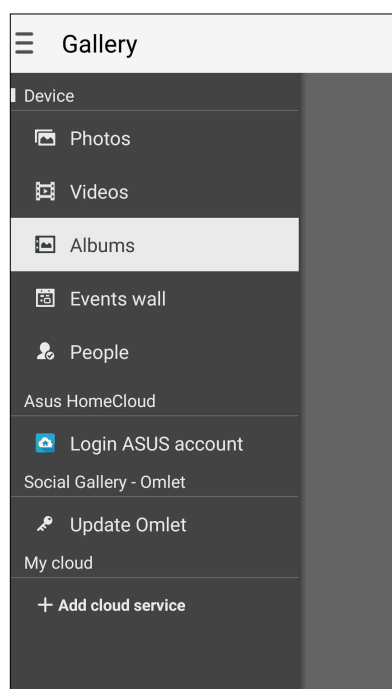 Gallery
Device
Photos
Videos
Albums
Events wall
People
Asus HomeCloud
Login ASUS account
Social Gallery - Omlet
Update Omlet
My cloud
+ Add cloud service